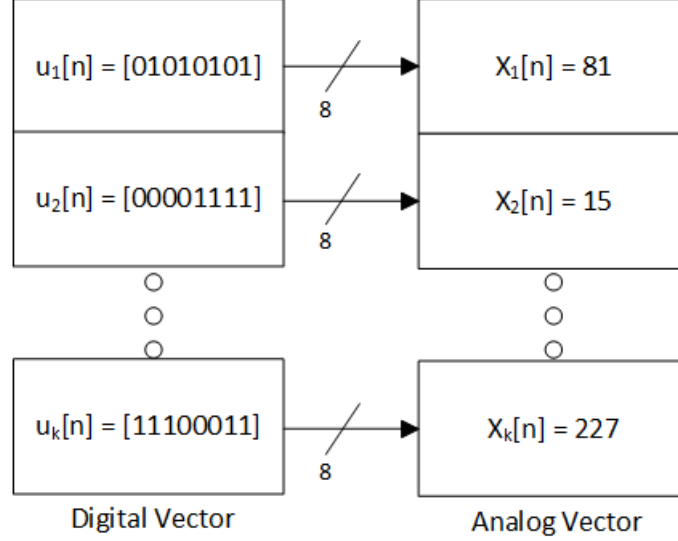 u₁[n] = [01010101]
8
X₁[n] = 81
u₂[n] = [00001111]
8
X₂[n] = 15
uₖ[n] = [11100011]
8
Xₖ[n] = 227
Digital Vector
Analog Vector